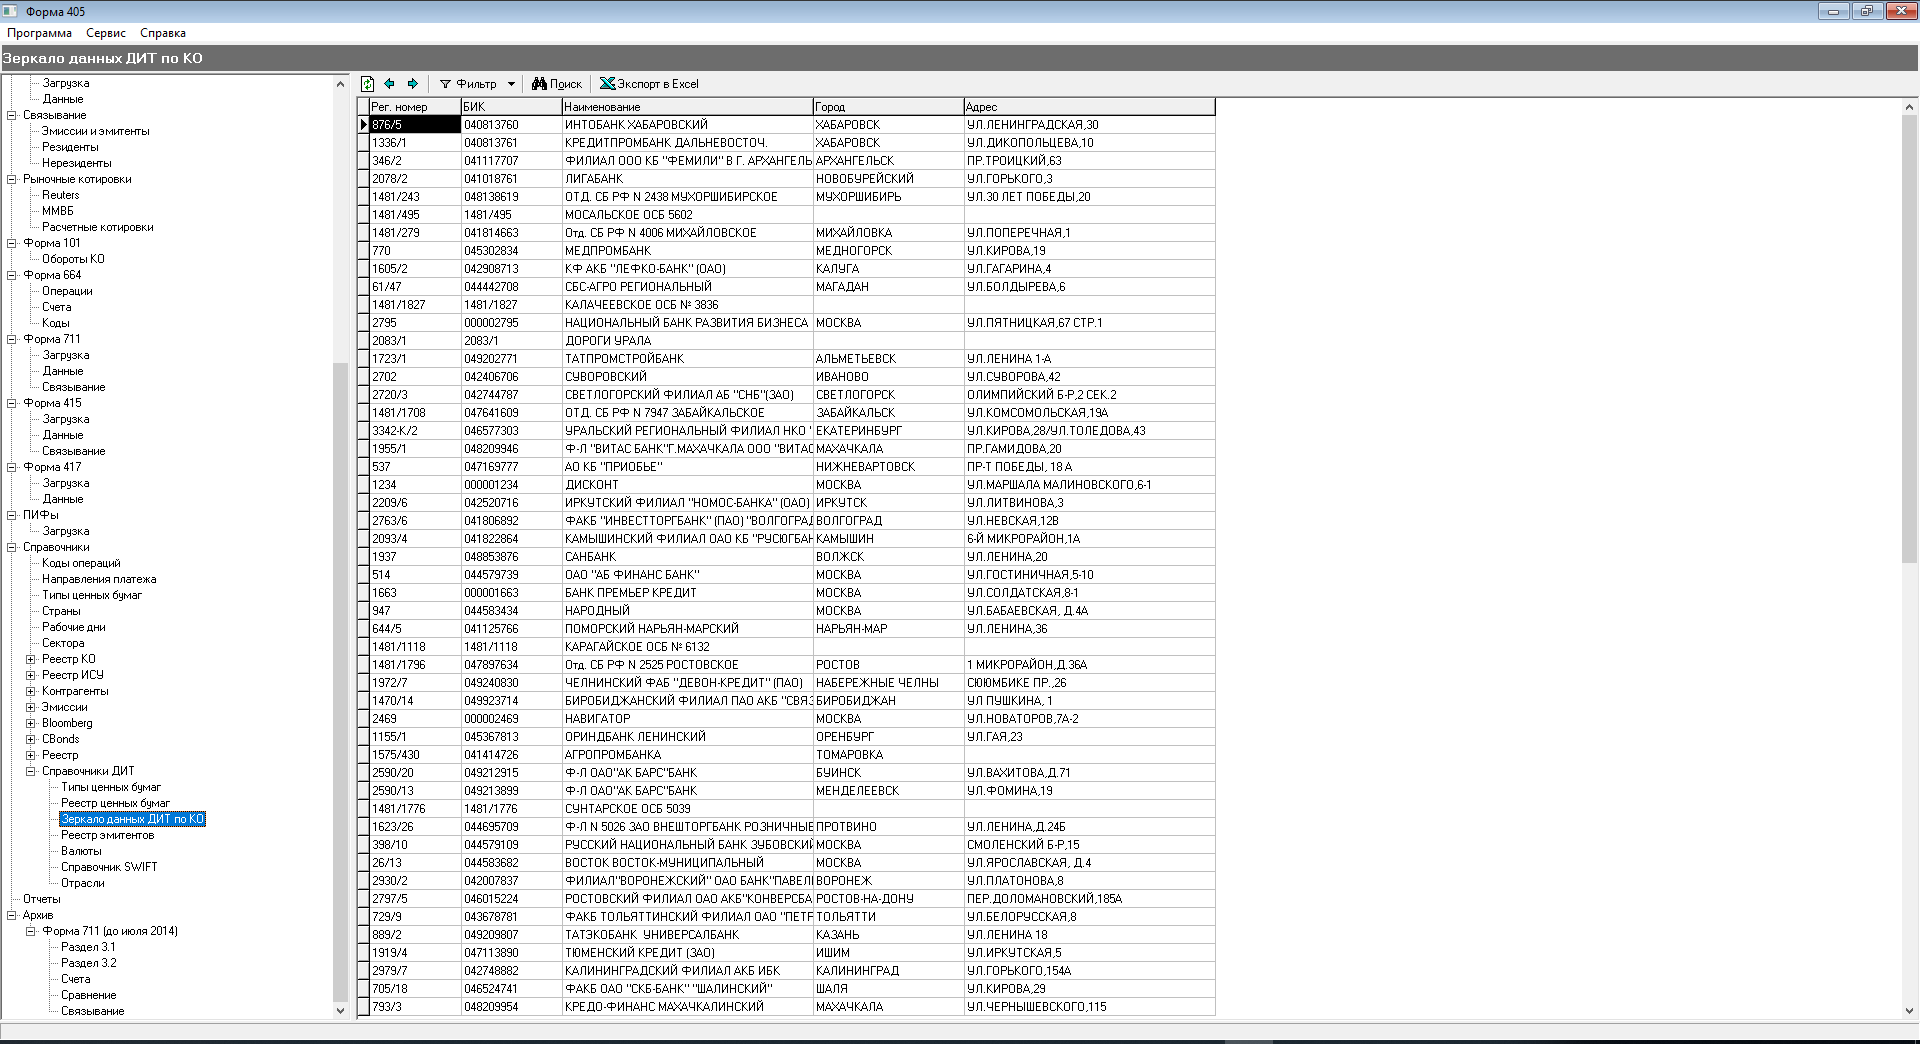 Форма 405
Программа Сервис Справка
Зеркало данных ДИТ по КО
Загрузка
Данные
Связывание
Эмиссии и эмитенты
Резиденты
Нерезиденты
Рыночные котировки
Reuters
ММВБ
Расчетные котировки
Форма 101
Обороты КО
Форма 664
Операции
Счета
Коды
Форма 711
Загрузка
Данные
Связывание
Форма 415
Загрузка
Данные
Связывание
Форма 417
Загрузка
Данные
ПИФы
Загрузка
Справочники
Коды операций
Направления платежа
Типы ценных бумаг
Страны
Рабочие дни
Сектора
Реестр КО
Реестр ИСУ
Контрагенты
Эмиссии
Bloomberg
CBonds
Реестр
Справочники ДИТ
Типы ценных бумаг
Реестр ценных бумаг
Зеркало данных ДИТ по КО
Реестр эмитентов
Валюты
Справочник SWIFT
Отрасли
Отчеты
Архив
Форма 711 (до июля 2014)
Раздел 3.1
Раздел 3.2
Счета
Сравнение
Связывание
Фильтр Поиск Экспорт в Excel
Рег. номер БИК Наименование Город Адрес
876/5 040813760 ИНТОБАНК ХАБАРОВСКИЙ ХАБАРОВСК УЛ.ЛЕНИНГРАДСКАЯ,30
1336/1 040813761 КРЕДИТПРОМБАНК ДАЛЬНЕВОСТОЧ. ХАБАРОВСК УЛ.ДИКОПОЛЬЦЕВА,10
346/2 041117707 ФИЛИАЛ ООО КБ "ФЕМИЛИ" В Г. АРХАНГЕЛЬ АРХАНГЕЛЬСК ПР.ТРОИЦКИЙ,63
2078/2 041018761 ЛИГАБАНК НОВОБУРЕЙСКИЙ УЛ.ГОРЬКОГО,3
1481/243 048138619 ОТД. СБ РФ N 2438 МУХОРШИБИРСКОЕ МУХОРШИБИРЬ УЛ.30 ЛЕТ ПОБЕДЫ,20
1481/495 1481/495 МОСАЛЬСКОЕ ОСБ 5602
1481/279 041814663 Отд. СБ РФ N 4006 МИХАЙЛОВСКОЕ МИХАЙЛОВКА УЛ.ПОПЕРЕЧНАЯ,1
770 045302834 МЕДПРОМБАНК МЕДНОГОРСК УЛ.КИРОВА,19
1605/2 042908713 КФ АКБ "ЛЕФКО-БАНК" (ОАО) КАЛУГА УЛ.ГАГАРИНА,4
61/47 044442708 СБС-АГРО РЕГИОНАЛЬНЫЙ МАГАДАН УЛ.БОЛДЫРЕВА,6
1481/1827 1481/1827 КАЛАЧЕЕВСКОЕ ОСБ № 3836
2795 000002795 НАЦИОНАЛЬНЫЙ БАНК РАЗВИТИЯ БИЗНЕСА МОСКВА УЛ.ПЯТНИЦКАЯ,67 СТР.1
2083/1 2083/1 ДОРОГИ УРАЛА
1723/1 049202771 ТАТПРОМСТРОЙБАНК АЛЬМЕТЬЕВСК УЛ.ЛЕНИНА 1-А
2702 042406706 СУВОРОВСКИЙ ИВАНОВО УЛ.СУВОРОВА,42
2720/3 042744787 СВЕТЛОГОРСКИЙ ФИЛИАЛ АБ "СНБ"(ЗАО) СВЕТЛОГОРСК ОЛИМПИЙСКИЙ Б-Р,2 СЕК.2
1481/1708 047641609 ОТД. СБ РФ N 7947 ЗАБАЙКАЛЬСКОЕ ЗАБАЙКАЛЬСК УЛ.КОМСОМОЛЬСКАЯ,19А
3342-К/2 046577303 УРАЛЬСКИЙ РЕГИОНАЛЬНЫЙ ФИЛИАЛ НКО " ЕКАТЕРИНБУРГ УЛ.КИРОВА,28/УЛ.ТОЛЕДОВА,43
1955/1 048209946 Ф-Л "ВИТАС БАНК"Г.МАХАЧКАЛА ООО "ВИТАС МАХАЧКАЛА ПР.ГАМИДОВА,20
537 047169777 АО КБ "ПРИОБЬЕ" НИЖНЕВАРТОВСК ПР-Т ПОБЕДЫ, 18 А
1234 000001234 ДИСКОНТ МОСКВА УЛ.МАРШАЛА МАЛИНОВСКОГО,6-1
2209/6 042520716 ИРКУТСКИЙ ФИЛИАЛ "НОМОС-БАНКА" (ОАО) ИРКУТСК УЛ.ЛИТВИНОВА,3
2763/6 041806892 ФАКБ "ИНВЕСТТОРГБАНК" (ПАО) "ВОЛГОГРАД ВОЛГОГРАД УЛ.НЕВСКАЯ,12В
2093/4 041822864 КАМЫШИНСКИЙ ФИЛИАЛ ОАО КБ "РУСЮГБАН КАМЫШИН 6-Й МИКРОРАЙОН,1А
1937 048853876 САНБАНК ВОЛЖСК УЛ.ЛЕНИНА,20
514 044579739 ОАО "АБ ФИНАНС БАНК" МОСКВА УЛ.ГОСТИНИЧНАЯ,5-10
1663 000001663 БАНК ПРЕМЬЕР КРЕДИТ МОСКВА УЛ.СОЛДАТСКАЯ,8-1
947 044583434 НАРОДНЫЙ МОСКВА УЛ.БАБАЕВСКАЯ, Д.4А
644/5 041125766 ПОМОРСКИЙ НАРЬЯН-МАРСКИЙ НАРЬЯН-МАР УЛ.ЛЕНИНА,36
1481/1118 1481/1118 КАРАГАЙСКОЕ ОСБ № 6132
1481/1796 047897634 Отд. СБ РФ N 2525 РОСТОВСКОЕ РОСТОВ 1 МИКРОРАЙОН,Д.36А
1972/7 049240830 ЧЕЛНИНСКИЙ ФАБ "ДЕВОН-КРЕДИТ" (ПАО) НАБЕРЕЖНЫЕ ЧЕЛНЫ СЮЮМБИКЕ ПР.,26
1470/14 049923714 БИРОБИДЖАНСКИЙ ФИЛИАЛ ПАО АКБ "СВЯЗ БИРОБИДЖАН УЛ ПУШКИНА, 1
2469 000002469 НАВИГАТОР МОСКВА УЛ.НОВАТОРОВ,7А-2
1155/1 045367813 ОРИНДБАНК ЛЕНИНСКИЙ ОРЕНБУРГ УЛ.ГАЯ,23
1575/430 041414726 АГРОПРОМБАНКА ТОМАРОВКА
2590/20 049212915 Ф-Л ОАО"АК БАРС"БАНК БУИНСК УЛ.ВАХИТОВА,Д.71
2590/13 049213899 Ф-Л ОАО"АК БАРС"БАНК МЕНДЕЛЕЕВСК УЛ.ФОМИНА,19
1481/1776 1481/1776 СУНТАРСКОЕ ОСБ 5039
1623/26 044695709 Ф-Л N 5026 ЗАО ВНЕШТОРГБАНК РОЗНИЧНЫЕ ПРОТВИНО УЛ.ЛЕНИНА,Д.24Б
398/10 044579109 РУССКИЙ НАЦИОНАЛЬНЫЙ БАНК ЗУБОВСКИЙ МОСКВА СМОЛЕНСКИЙ Б-Р,15
26/13 044583682 ВОСТОК ВОСТОК-МУНИЦИПАЛЬНЫЙ МОСКВА УЛ.ЯРОСЛАВСКАЯ, Д.4
2930/2 042007837 ФИЛИАЛ"ВОРОНЕЖСКИЙ" ОАО БАНК"ПАВЕЛ ВОРОНЕЖ УЛ.ПЛАТОНОВА,8
2797/5 046015224 РОСТОВСКИЙ ФИЛИАЛ ОАО АКБ"КОНВЕРСБА РОСТОВ-НА-ДОНУ ПЕР.ДОЛОМАНОВСКИЙ,185А
729/9 043678781 ФАКБ ТОЛЬЯТТИНСКИЙ ФИЛИАЛ ОАО "ПЕТР ТОЛЬЯТТИ УЛ.БЕЛОРУССКАЯ,8
889/2 049209807 ТАТЭКОБАНК УНИВЕРСАЛБАНК КАЗАНЬ УЛ.ЛЕНИНА 18
1919/4 047113890 ТЮМЕНСКИЙ КРЕДИТ (ЗАО) ИШИМ УЛ.ИРКУТСКАЯ,5
2979/7 042748882 КАЛИНИНГРАДСКИЙ ФИЛИАЛ АКБ ИБК КАЛИНИНГРАД УЛ.ГОРЬКОГО,154А
705/18 046524741 ФАКБ ОАО "СКБ-БАНК" "ШАЛИНСКИЙ" ШАЛЯ УЛ.КИРОВА,29
793/3 048209954 КРЕДО-ФИНАНС МАХАЧКАЛИНСКИЙ МАХАЧКАЛА УЛ.ЧЕРНЫШЕВСКОГО,115